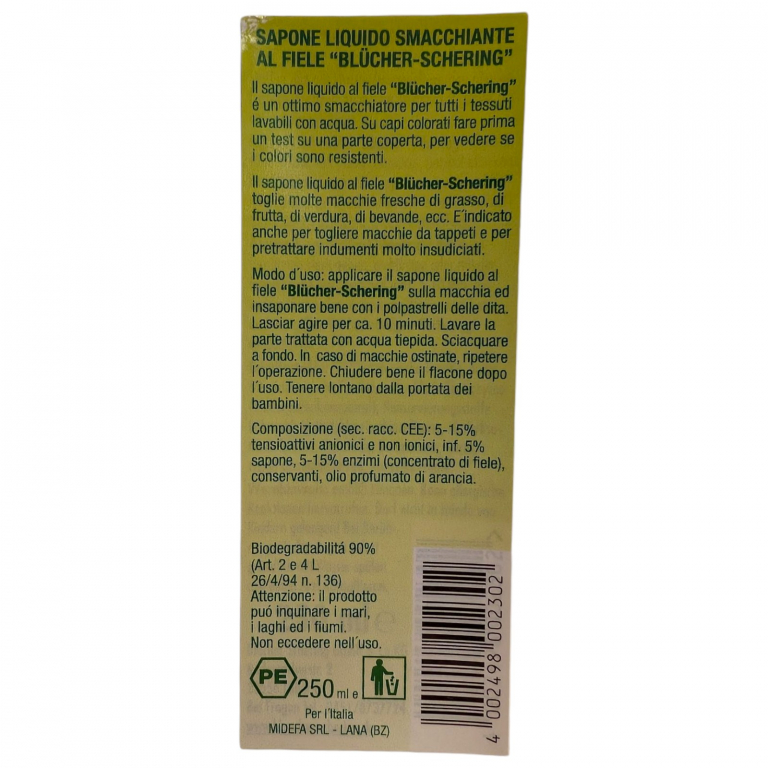 SAPONE LIQUIDO SMACCHIANTE
AL FIELE “BLÜCHER-SCHERING”
Il sapone liquido al fiele “Blücher-Schering”
é un ottimo smacchiatore per tutti i tessuti
lavabili con acqua. Su capi colorati fare prima
un test su una parte coperta, per vedere se
i colori sono resistenti.
Il sapone liquido al fiele “Blücher-Schering”
toglie molte macchie fresche di grasso, di
frutta, di verdura, di bevande, ecc. E´indicato
anche per togliere macchie da tappeti e per
pretrattare indumenti molto insudiciati.
Modo d´uso: applicare il sapone liquido al
fiele “Blücher-Schering” sulla macchia ed
insaponare bene con i polpastrelli delle dita.
Lasciar agire per ca. 10 minuti. Lavare la
parte trattata con acqua tiepida. Sciacquare
a fondo. In caso di macchie ostinate, ripetere
l´operazione. Chiudere bene il flacone dopo
l´uso. Tenere lontano dalla portata dei
bambini.
Composizione (sec. racc. CEE): 5-15%
tensioattivi anionici e non ionici, inf. 5%
sapone, 5-15% enzimi (concentrato di fiele),
conservanti, olio profumato di arancia.
Biodegradabilitá 90%
(Art. 2 e 4 L
26/4/94 n. 136)
Attenzione: il prodotto
puó inquinare i mari,
i laghi ed i fiumi.
Non eccedere nell´uso.
PE 250 ml e
Per l´Italia
MIDEFA SRL - LANA (BZ)
4 002498 002302